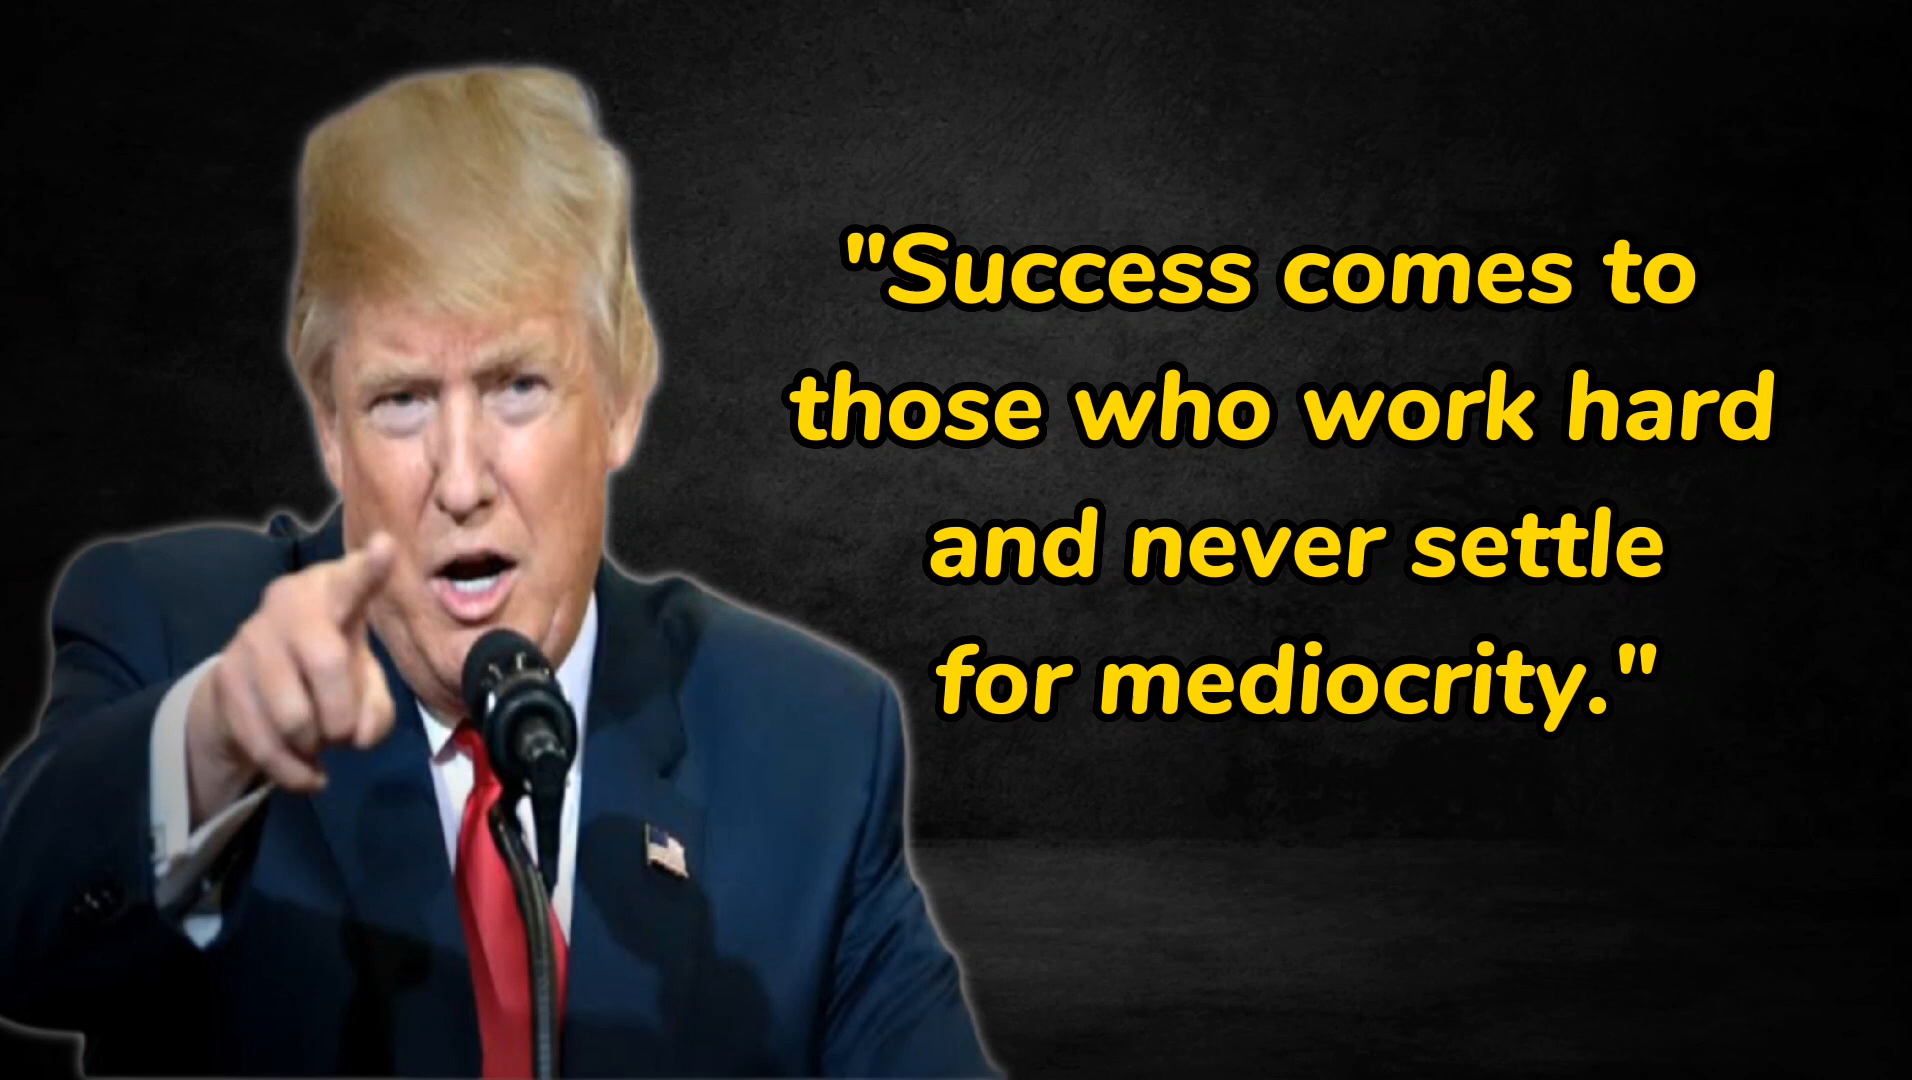 "Success comes to
those who work hard
and never settle
for mediocrity."